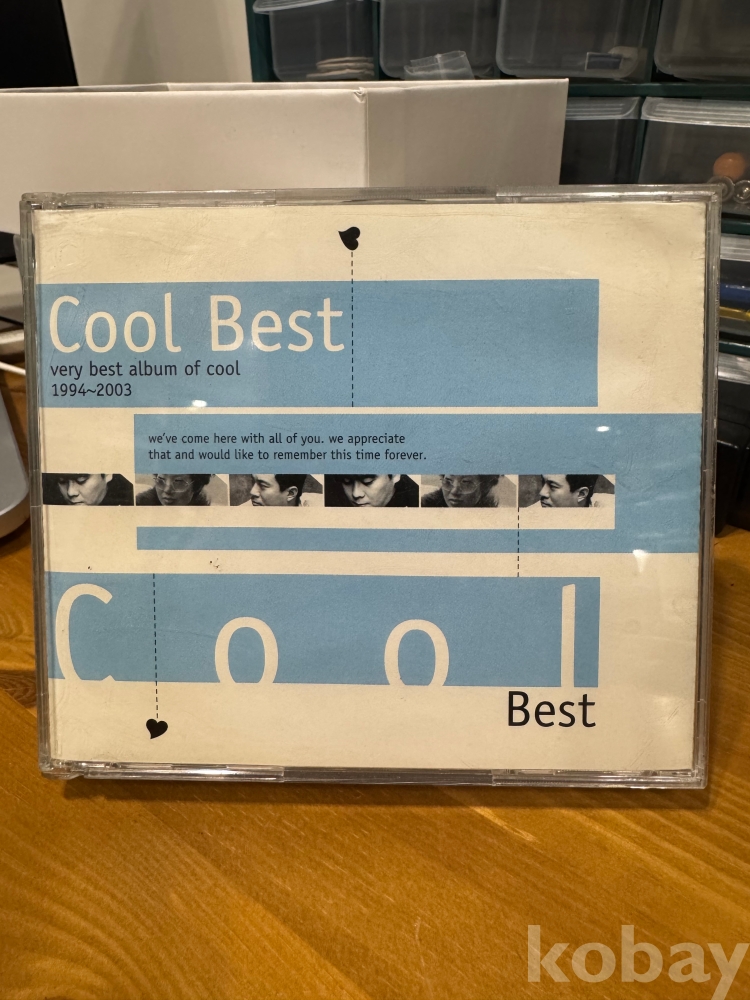 Cool Best
very best album of cool
1994~2003
we've come here with all of you. we appreciate
that and would like to remember this time forever.
Cool
Best
kobay